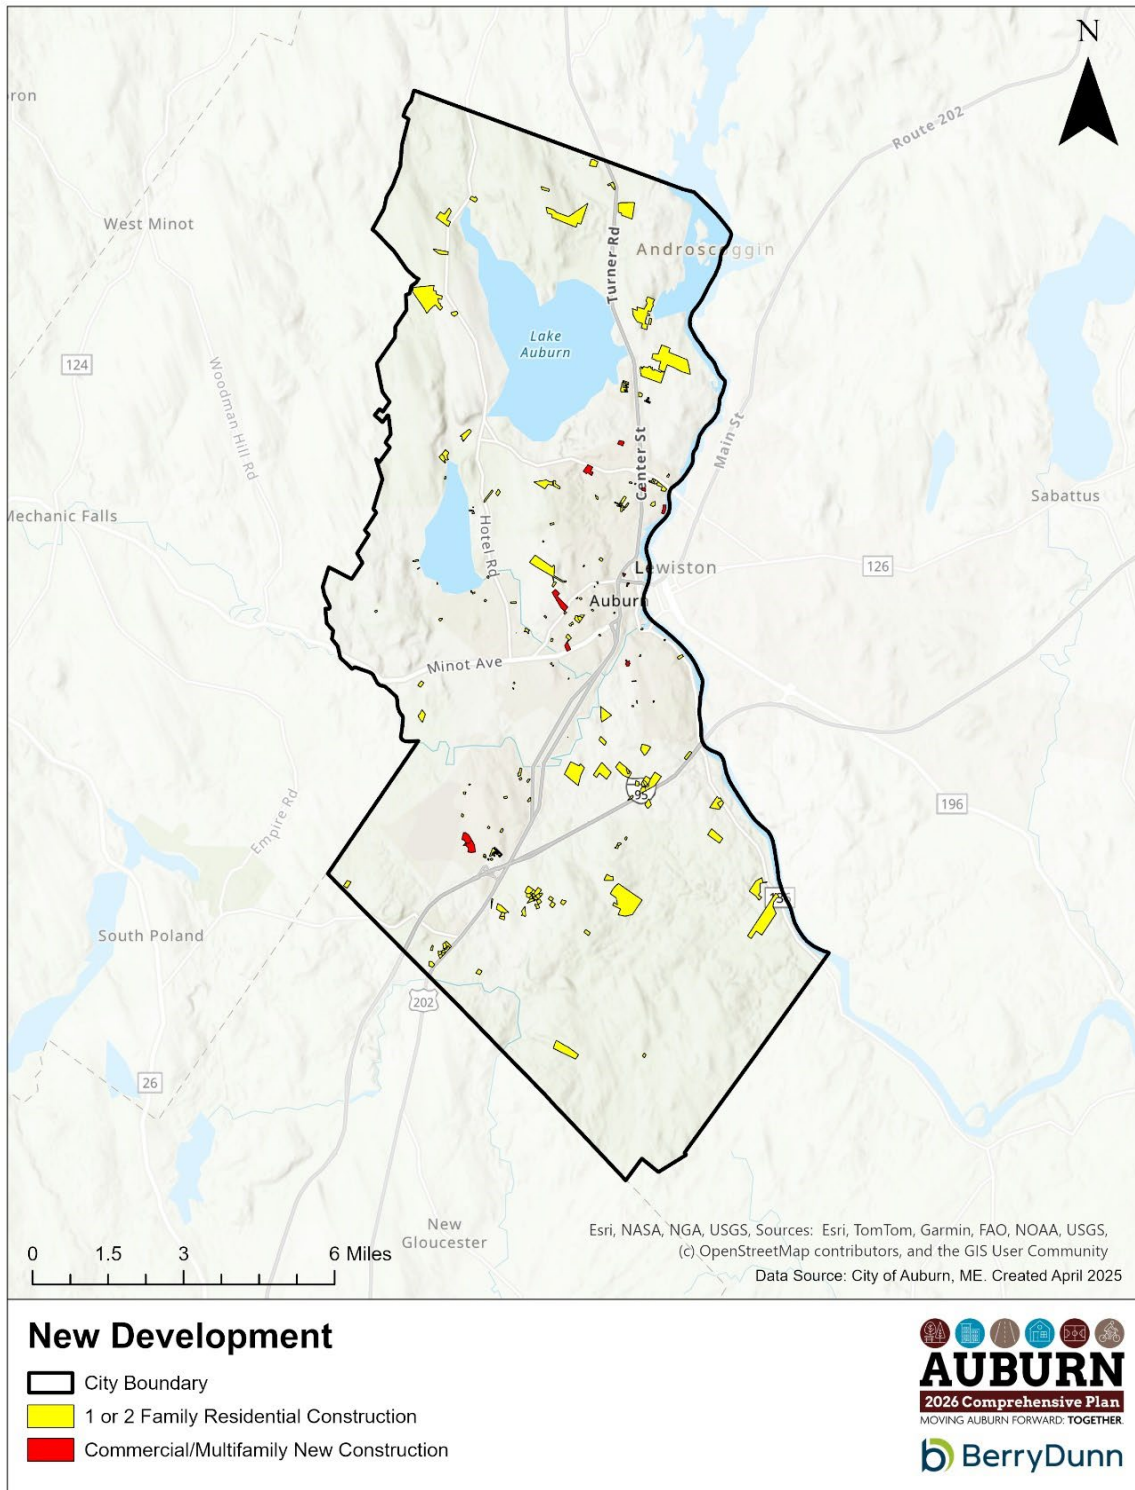 N
ron
Route 202
West Minot
Androscoggin
Turner Rd
Lake
Auburn
124
Woodman Hill Rd
Main St
Center St
Sabattus
Mechanic Falls
Hotel Rd
126
Lewiston
Auburn
Minot Ave
95
196
Empire Rd
South Poland
202
26
New
Gloucester
Esri, NASA, NGA, USGS, Sources: Esri, TomTom, Garmin, FAO, NOAA, USGS,
(c) OpenStreetMap contributors, and the GIS User Community
Data Source: City of Auburn, ME. Created April 2025
0 1.5 3 6 Miles
New Development
City Boundary
1 or 2 Family Residential Construction
Commercial/Multifamily New Construction
AUBURN
2026 Comprehensive Plan
MOVING AUBURN FORWARD: TOGETHER.
BerryDunn